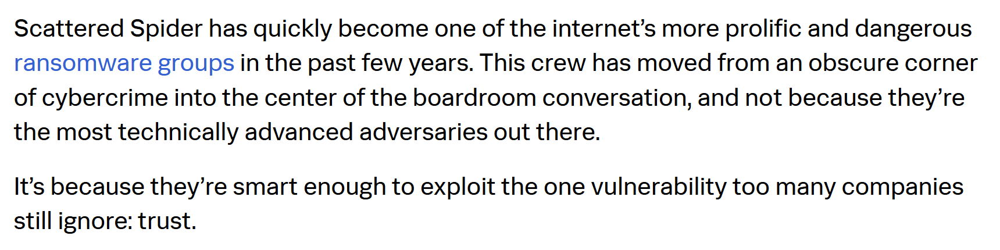 Scattered Spider has quickly become one of the internet’s more prolific and dangerous
ransomware groups in the past few years. This crew has moved from an obscure corner
of cybercrime into the center of the boardroom conversation, and not because they’re
the most technically advanced adversaries out there.
It’s because they’re smart enough to exploit the one vulnerability too many companies
still ignore: trust.